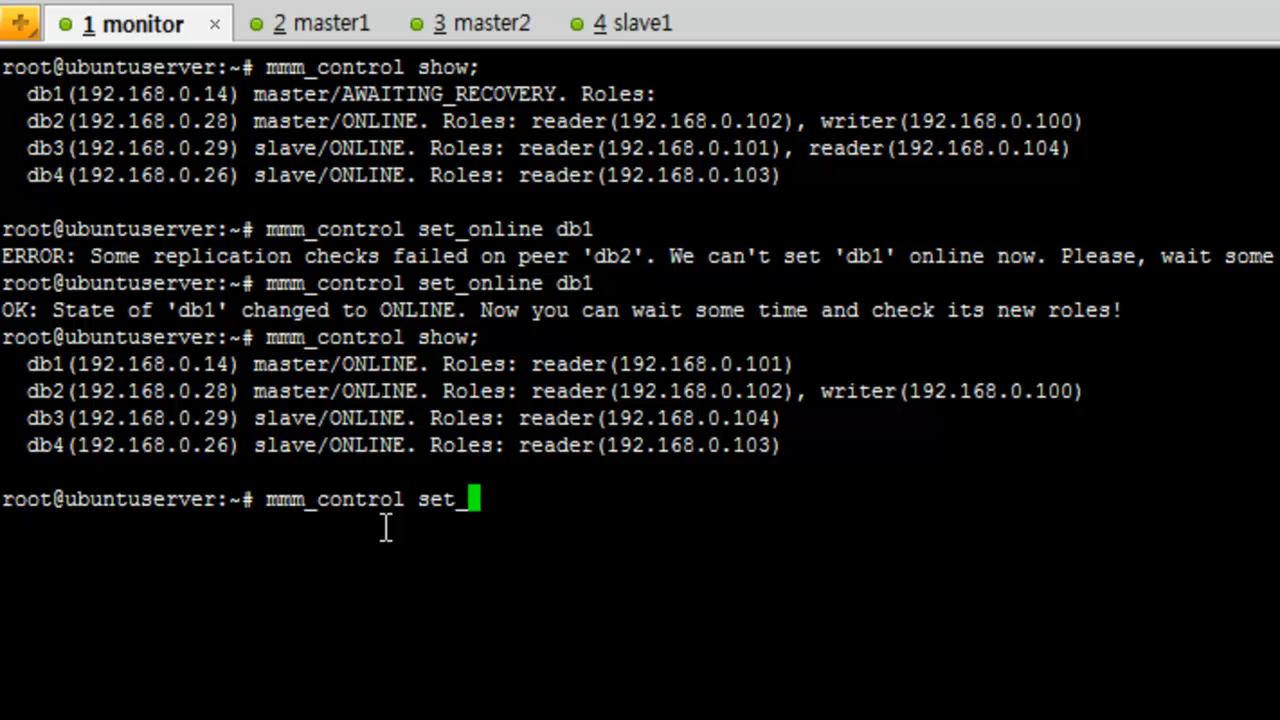 1 monitor × 2 master1 3 master2 4 slave1
root@ubuntuserver:~# mmm_control show;
db1(192.168.0.14) master/AWAITING_RECOVERY. Roles:
db2(192.168.0.28) master/ONLINE. Roles: reader(192.168.0.102), writer(192.168.0.100)
db3(192.168.0.29) slave/ONLINE. Roles: reader(192.168.0.101), reader(192.168.0.104)
db4(192.168.0.26) slave/ONLINE. Roles: reader(192.168.0.103)
root@ubuntuserver:~# mmm_control set_online db1
ERROR: Some replication checks failed on peer 'db2'. We can't set 'db1' online now. Please, wait some
root@ubuntuserver:~# mmm_control set_online db1
OK: State of 'db1' changed to ONLINE. Now you can wait some time and check its new roles!
root@ubuntuserver:~# mmm_control show;
db1(192.168.0.14) master/ONLINE. Roles: reader(192.168.0.101)
db2(192.168.0.28) master/ONLINE. Roles: reader(192.168.0.102), writer(192.168.0.100)
db3(192.168.0.29) slave/ONLINE. Roles: reader(192.168.0.104)
db4(192.168.0.26) slave/ONLINE. Roles: reader(192.168.0.103)
root@ubuntuserver:~# mmm_control set_